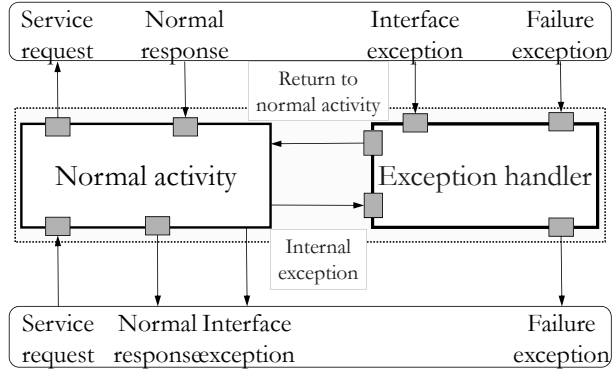 Service Normal Interface Failure
request response exception exception
Return to
normal activity
Normal activity Exception handler
Internal
exception
Service Normal Interface Failure
request response exception exception